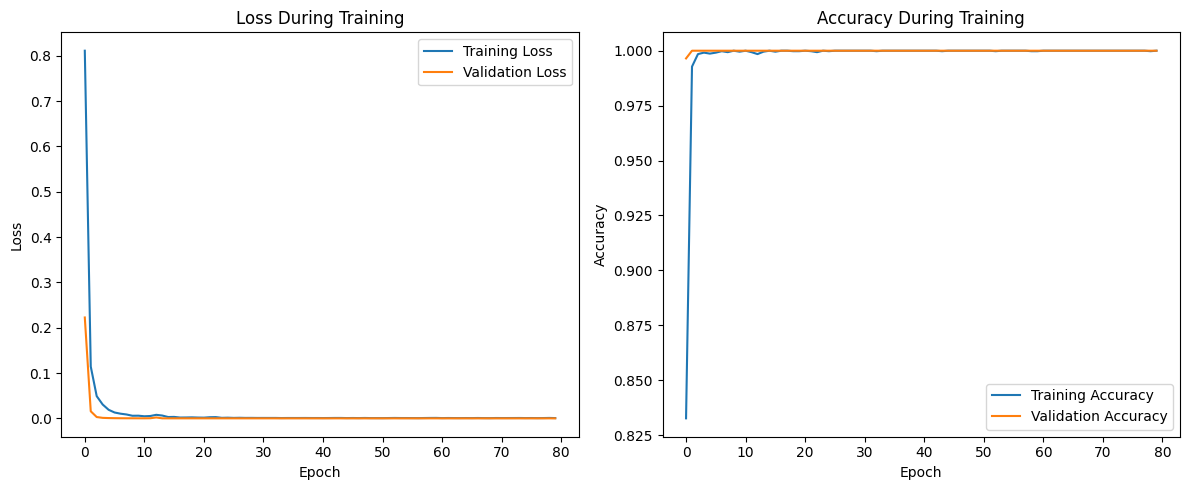 Loss During Training
0.8
0.7
0.6
0.5
0.4
0.3
0.2
0.1
0.0
Loss
Training Loss
Validation Loss
0 10 20 30 40 50 60 70 80
Epoch
Accuracy During Training
1.000
0.975
0.950
0.925
0.900
0.875
0.850
0.825
Accuracy
Training Accuracy
Validation Accuracy
0 10 20 30 40 50 60 70 80
Epoch